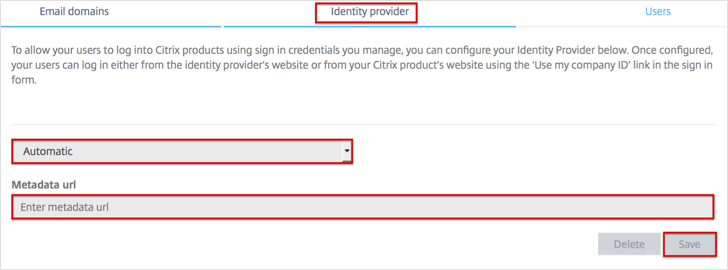 Email domains
Identity provider
Users
To allow your users to log into Citrix products using sign in credentials you manage, you can configure your Identity Provider below. Once configured,
your users can log in either from the identity provider's website or from your Citrix product's website using the 'Use my company ID' link in the sign in
form.
Automatic
Metadata url
Enter metadata url
Delete
Save